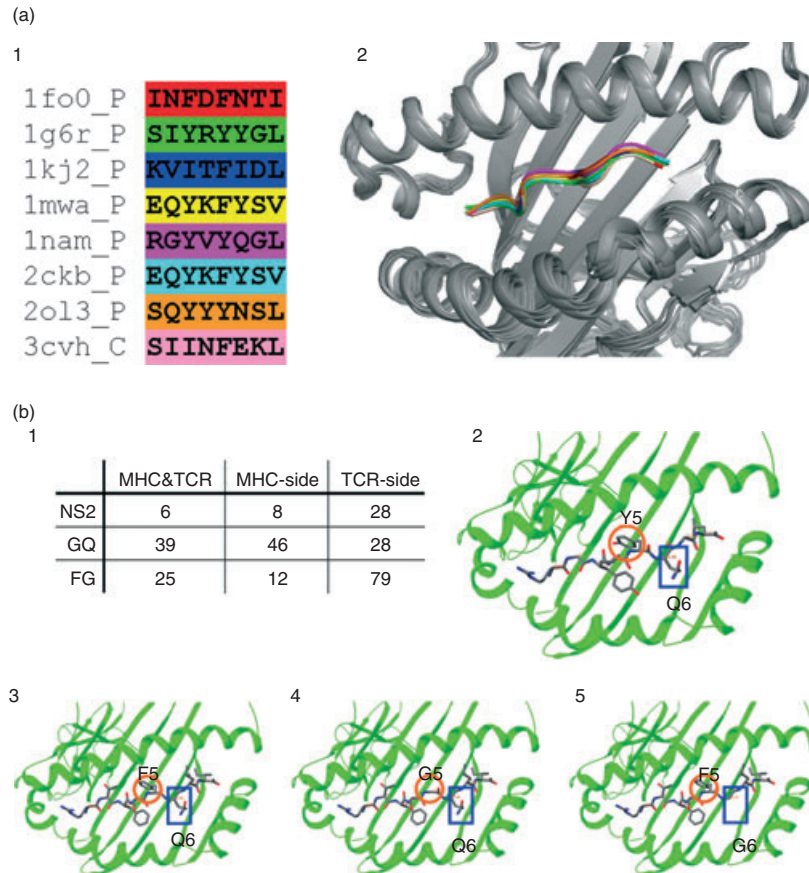 (a)
1
1fo0_P INFDFNTI
1g6r_P SIYRYYGL
1kj2_P KVITFIDL
1mwa_P EQYKFYSV
1nam_P RGYVYQGL
2ckb_P EQYKFYSV
2ol3_P SQYYYNSL
3cvh_C SIINFEKL
2
(b)
1
MHC&TCR MHC-side TCR-side
NS2 6 8 28
GQ 39 46 28
FG 25 12 79
2
Y5
Q6
3
F5
Q6
4
G5
Q6
5
F5
G6